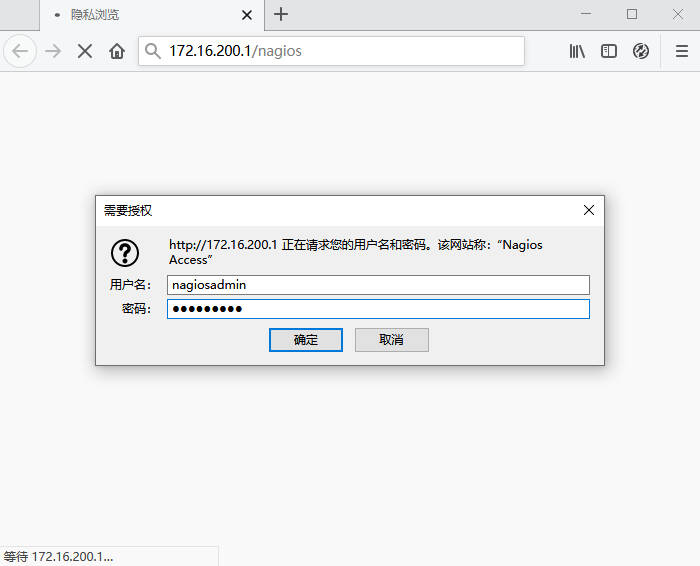 隐私浏览
172.16.200.1/nagios
需要授权
http://172.16.200.1 正在请求您的用户名和密码。该网站称：“Nagios
Access”
用户名： nagiosadmin
密码： ●●●●●●●●●
确定 取消
等待 172.16.200.1...